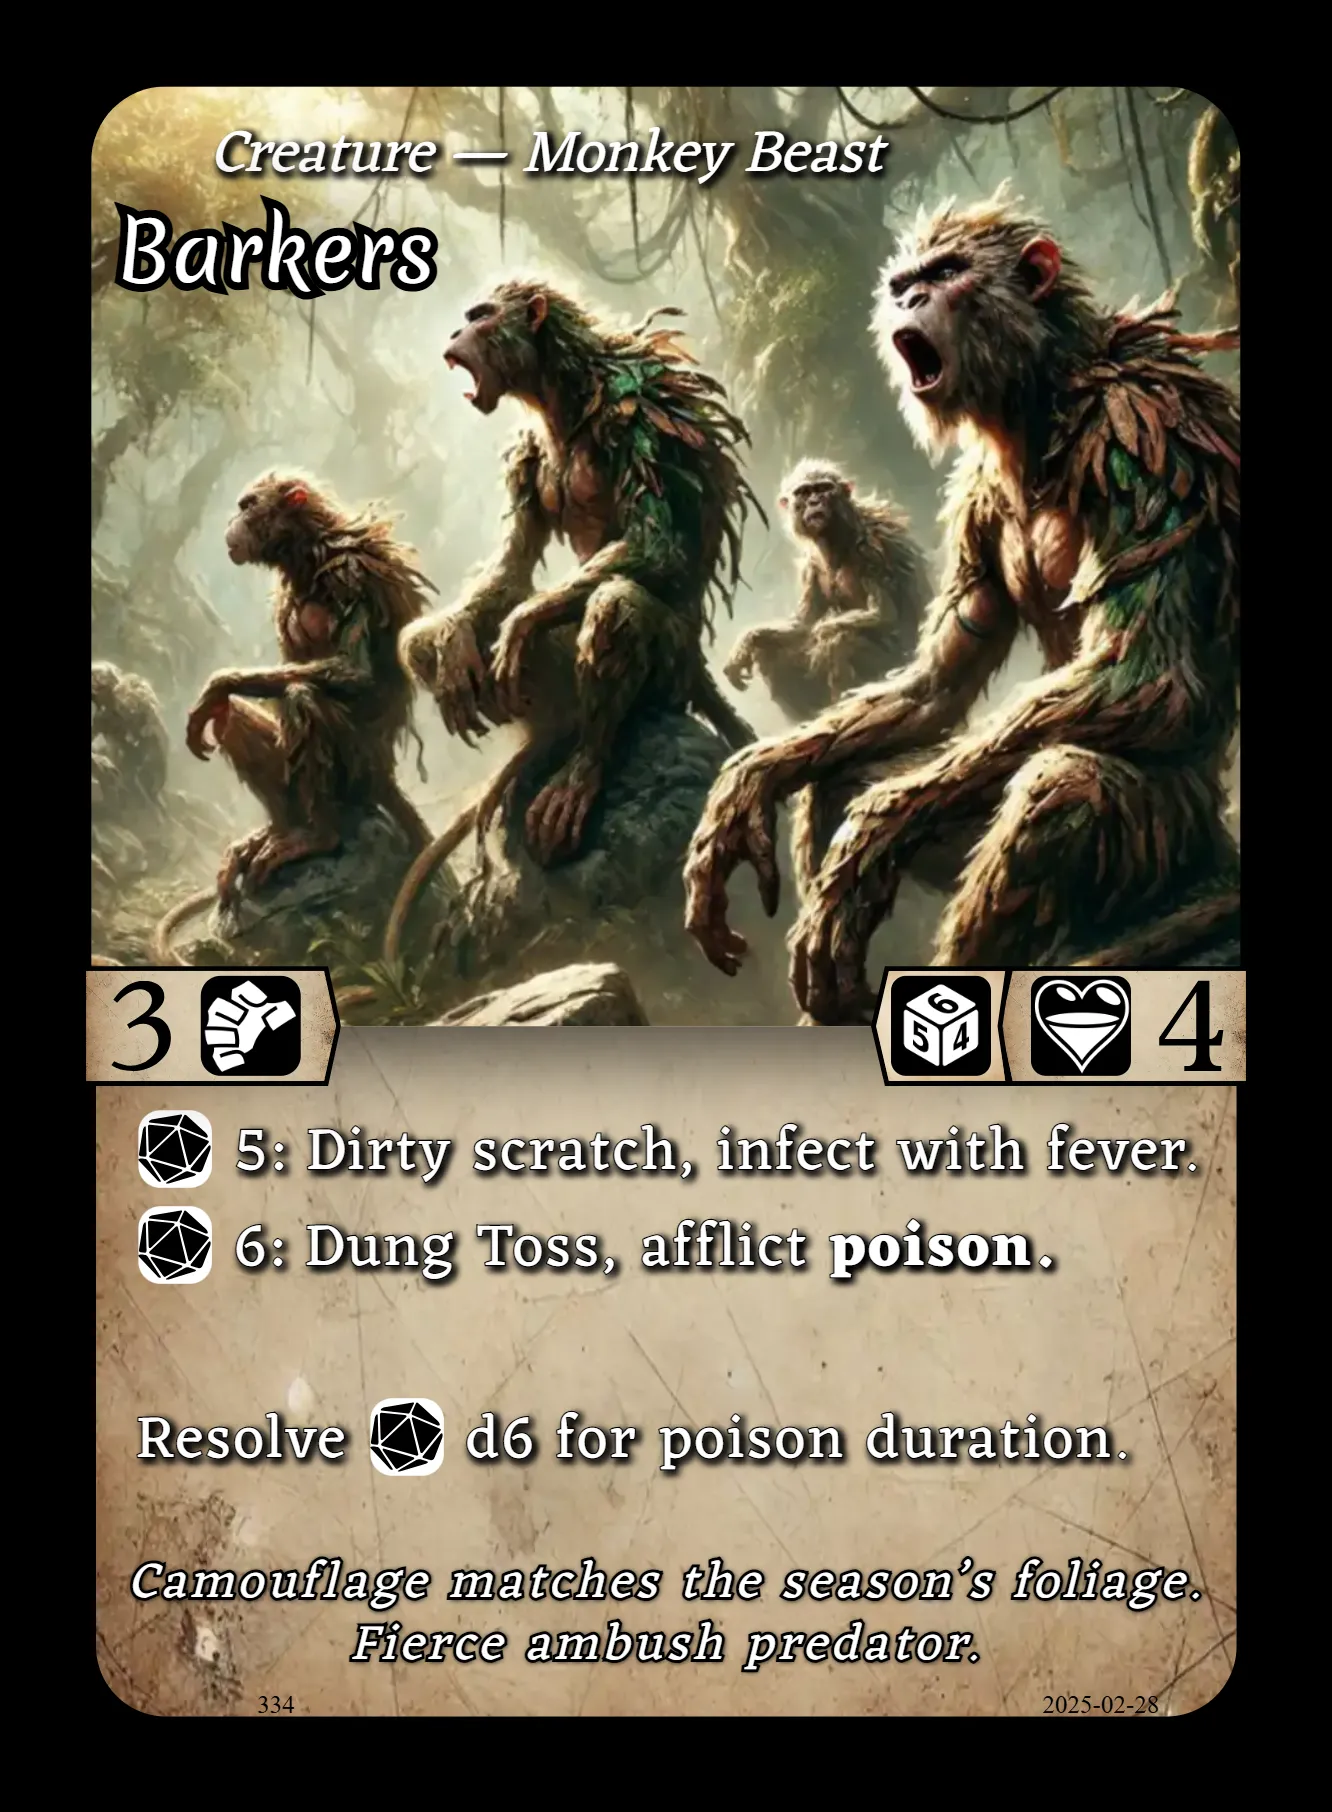 Creature — Monkey Beast
Barkers
3
6
5 4
4
5: Dirty scratch, infect with fever.
6: Dung Toss, afflict poison.
Resolve d6 for poison duration.
Camouflage matches the season’s foliage.
Fierce ambush predator.
334 2025-02-28